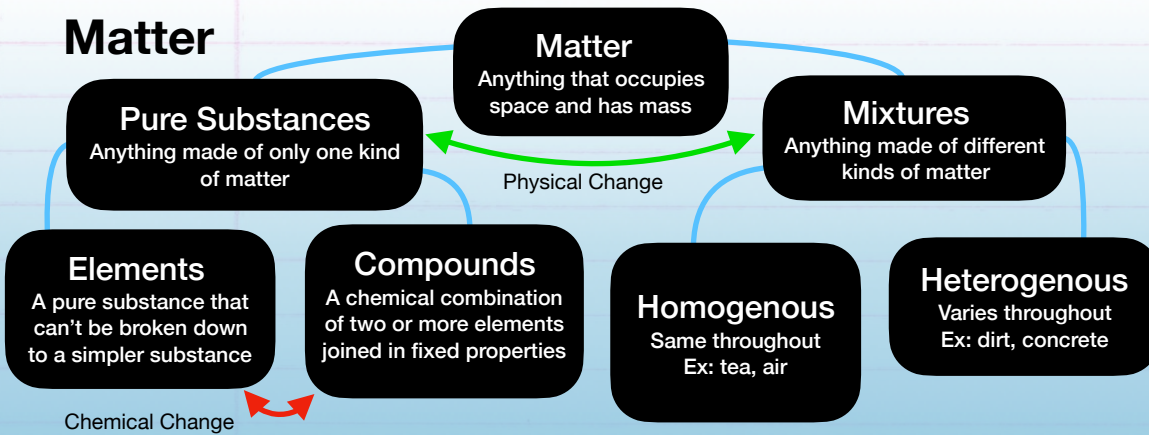 Matter
Matter
Anything that occupies
space and has mass
Pure Substances
Anything made of only one kind
of matter
Mixtures
Anything made of different
kinds of matter
Physical Change
Elements
A pure substance that
can't be broken down
to a simpler substance
Compounds
A chemical combination
of two or more elements
joined in fixed properties
Homogenous
Same throughout
Ex: tea, air
Heterogenous
Varies throughout
Ex: dirt, concrete
Chemical Change